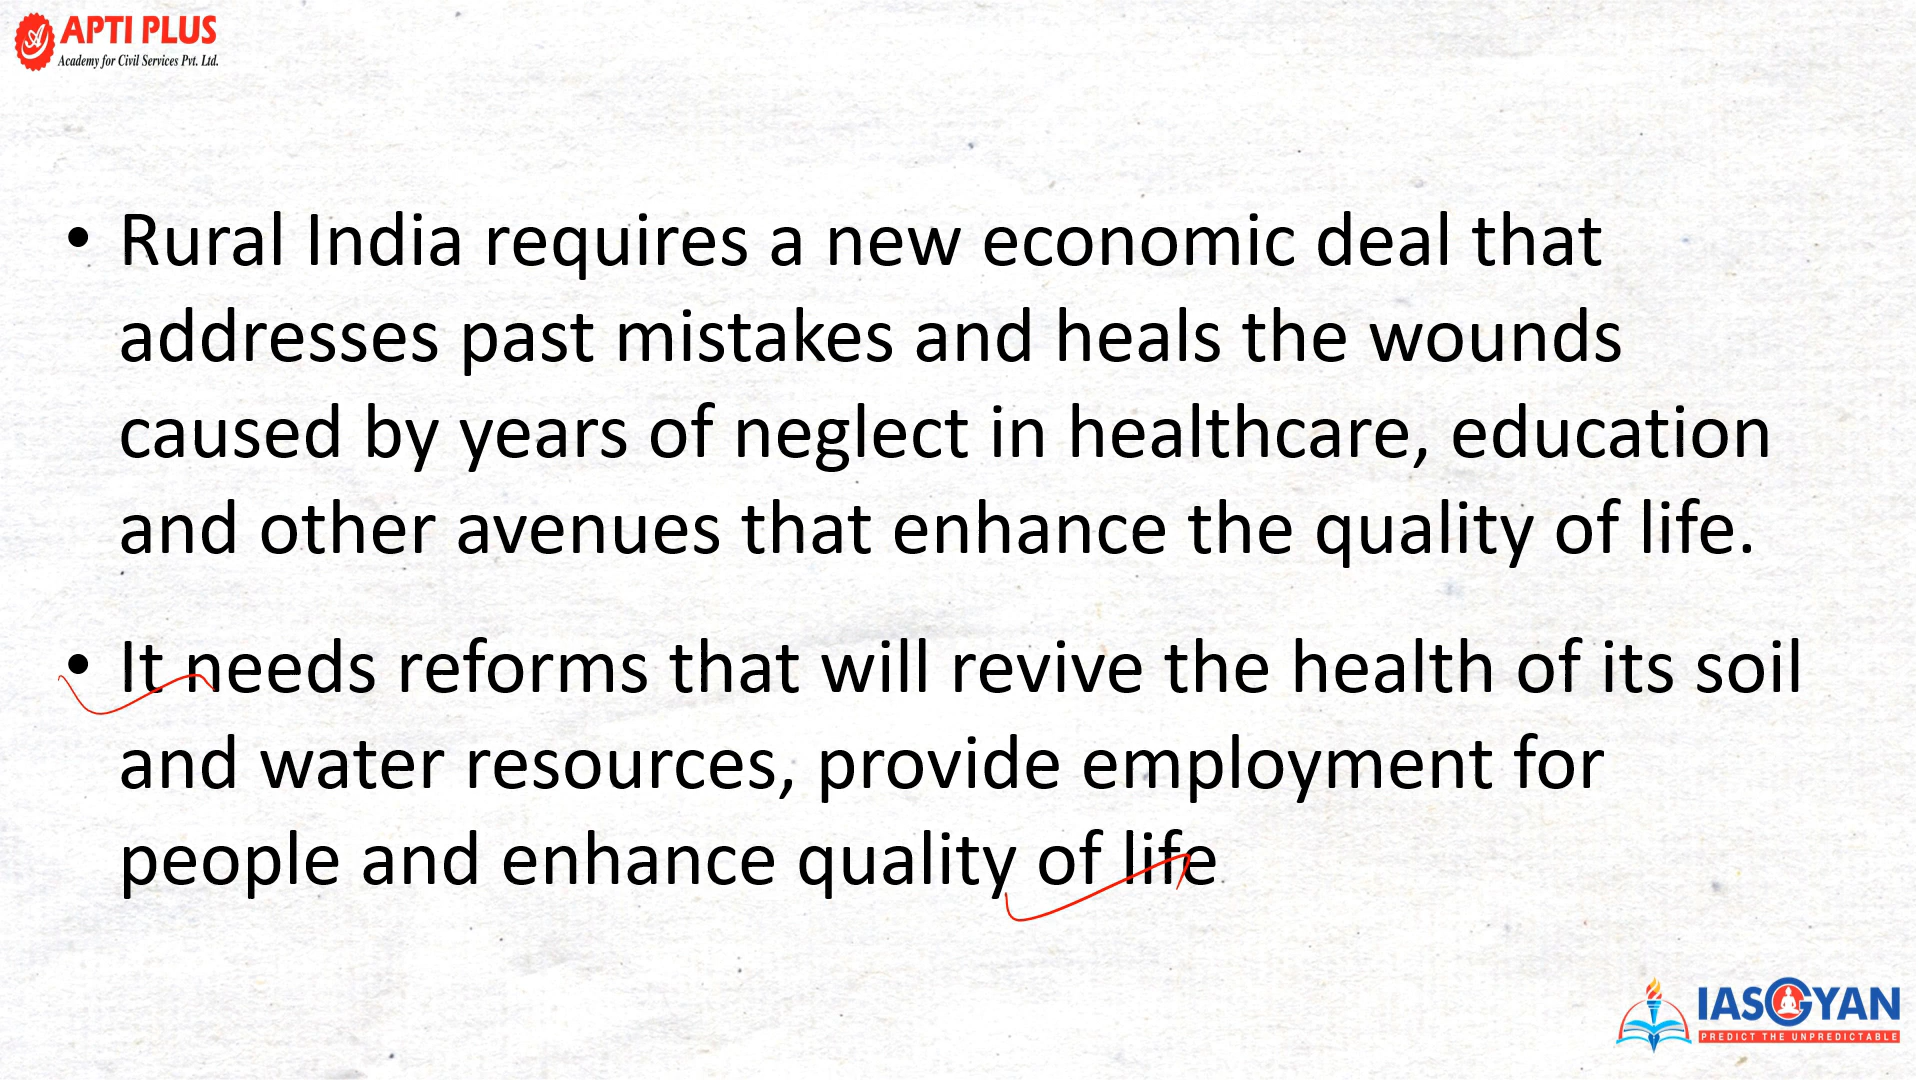 APTI PLUS
Academy for Civil Services Pvt. Ltd.
• Rural India requires a new economic deal that
addresses past mistakes and heals the wounds
caused by years of neglect in healthcare, education
and other avenues that enhance the quality of life.
• It needs reforms that will revive the health of its soil
and water resources, provide employment for
people and enhance quality of life
IASGYAN
PREDICT THE UNPREDICTABLE